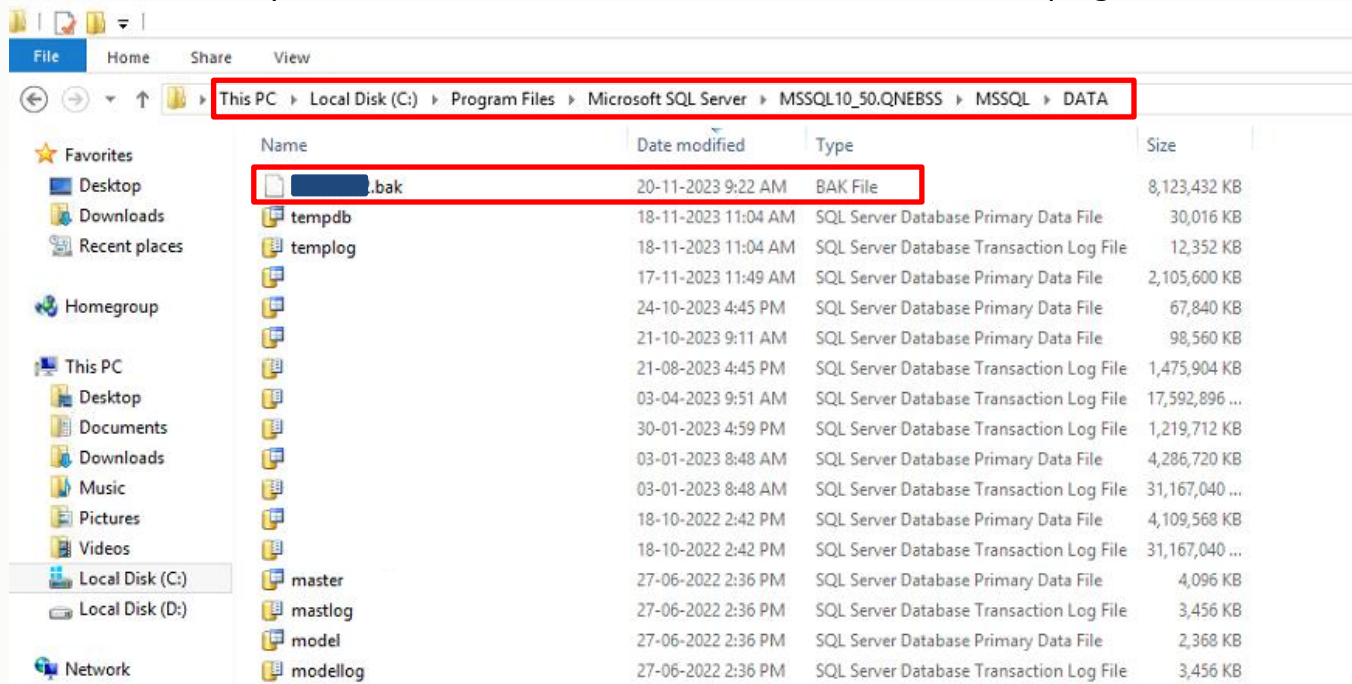 File Home Share View
This PC Local Disk (C:) Program Files Microsoft SQL Server MSSQL10_50.QNEBSS MSSQL DATA
Name Date modified Type Size
Favorites
Desktop
Downloads
Recent places
Homegroup
This PC
Desktop
Documents
Downloads
Music
Pictures
Videos
Local Disk (C:)
Local Disk (D:)
Network
.bak 20-11-2023 9:22 AM BAK File 8,123,432 KB
tempdb 18-11-2023 11:04 AM SQL Server Database Primary Data File 30,016 KB
templog 18-11-2023 11:04 AM SQL Server Database Transaction Log File 12,352 KB
17-11-2023 11:49 AM SQL Server Database Primary Data File 2,105,600 KB
24-10-2023 4:45 PM SQL Server Database Primary Data File 67,840 KB
21-10-2023 9:11 AM SQL Server Database Primary Data File 98,560 KB
21-08-2023 4:45 PM SQL Server Database Transaction Log File 1,475,904 KB
03-04-2023 9:51 AM SQL Server Database Transaction Log File 17,592,896 ...
30-01-2023 4:59 PM SQL Server Database Transaction Log File 1,219,712 KB
03-01-2023 8:48 AM SQL Server Database Primary Data File 4,286,720 KB
03-01-2023 8:48 AM SQL Server Database Transaction Log File 31,167,040 ...
18-10-2022 2:42 PM SQL Server Database Primary Data File 4,109,568 KB
18-10-2022 2:42 PM SQL Server Database Transaction Log File 31,167,040 ...
master 27-06-2022 2:36 PM SQL Server Database Primary Data File 4,096 KB
mastlog 27-06-2022 2:36 PM SQL Server Database Transaction Log File 3,456 KB
model 27-06-2022 2:36 PM SQL Server Database Primary Data File 2,368 KB
modellog 27-06-2022 2:36 PM SQL Server Database Transaction Log File 3,456 KB